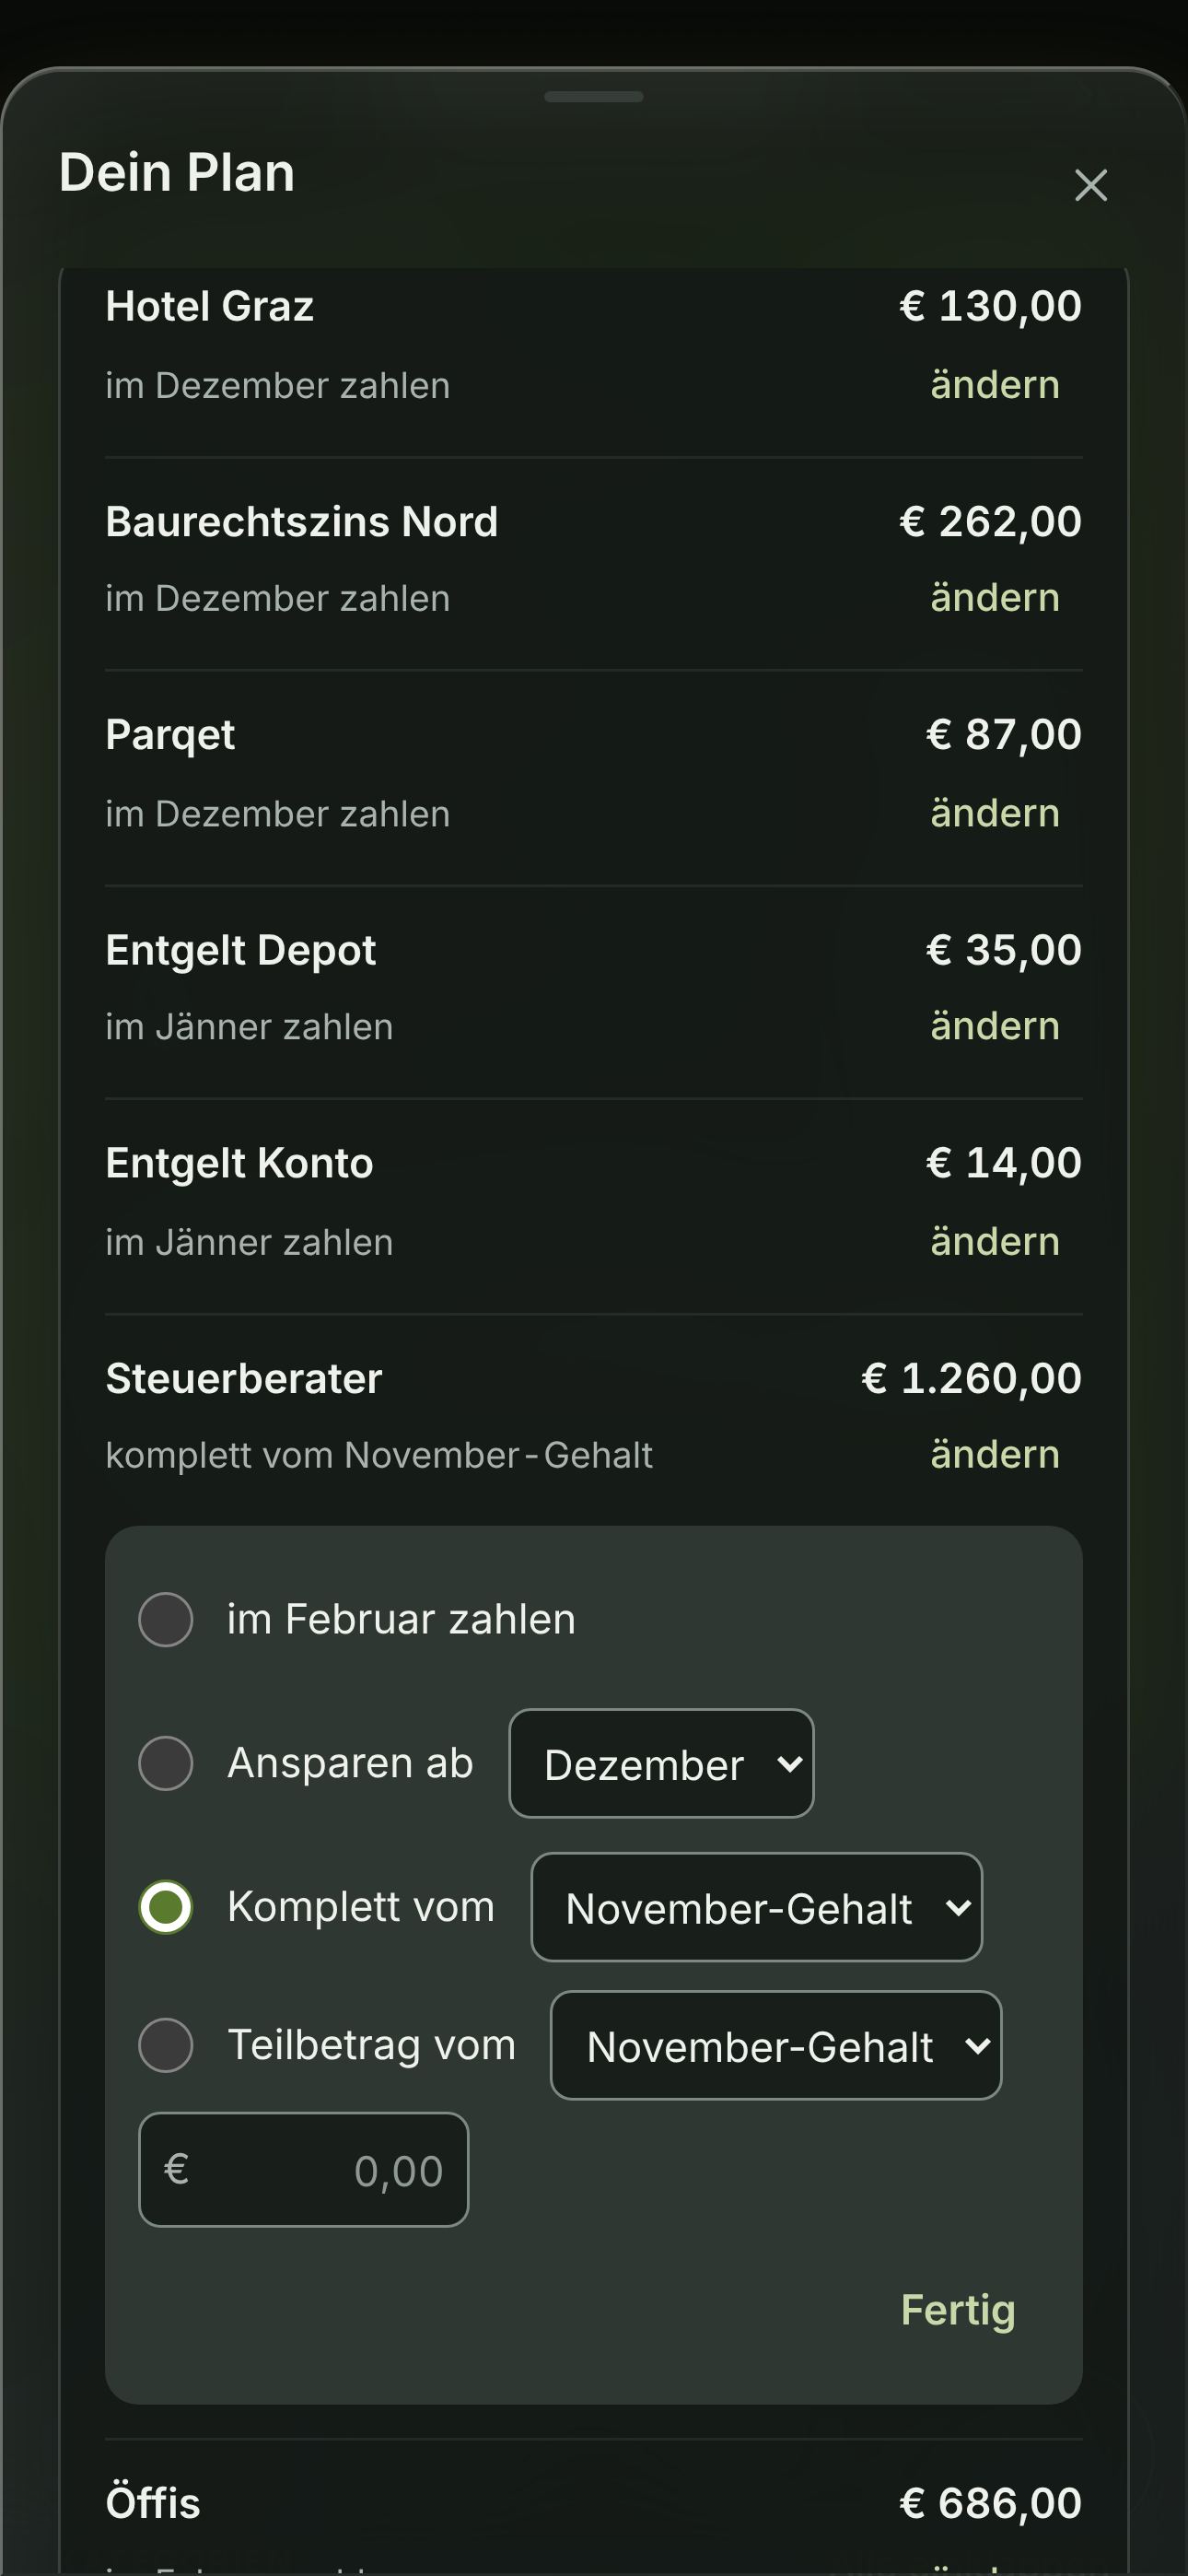 Dein Plan
Hotel Graz € 130,00
im Dezember zahlen ändern
Baurechtszins Nord € 262,00
im Dezember zahlen ändern
Parqet € 87,00
im Dezember zahlen ändern
Entgelt Depot € 35,00
im Jänner zahlen ändern
Entgelt Konto € 14,00
im Jänner zahlen ändern
Steuerberater € 1.260,00
komplett vom November-Gehalt ändern
im Februar zahlen
Ansparen ab Dezember
Komplett vom November-Gehalt
Teilbetrag vom November-Gehalt
€ 0,00
Fertig
Öffis € 686,00